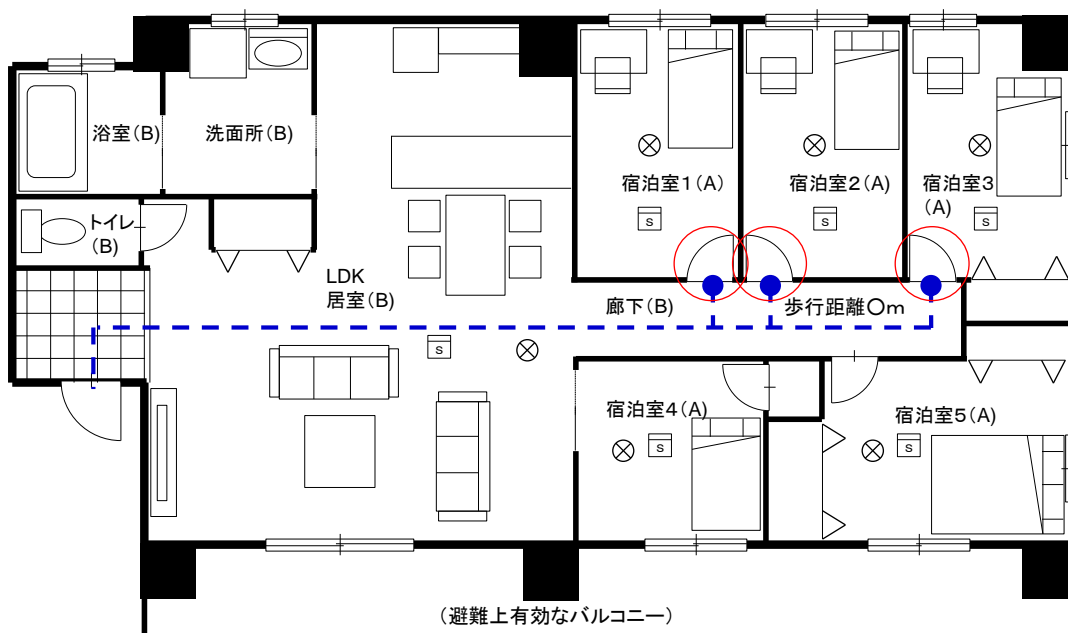 浴室(B)
洗面所(B)
トイレ
(B)
LDK
居室(B)
宿泊室1(A)
宿泊室2(A)
宿泊室3
(A)
s
s
s
廊下(B)
歩行距離〇m
s
宿泊室4(A)
s
宿泊室5(A)
s
(避難上有効なバルコニー)